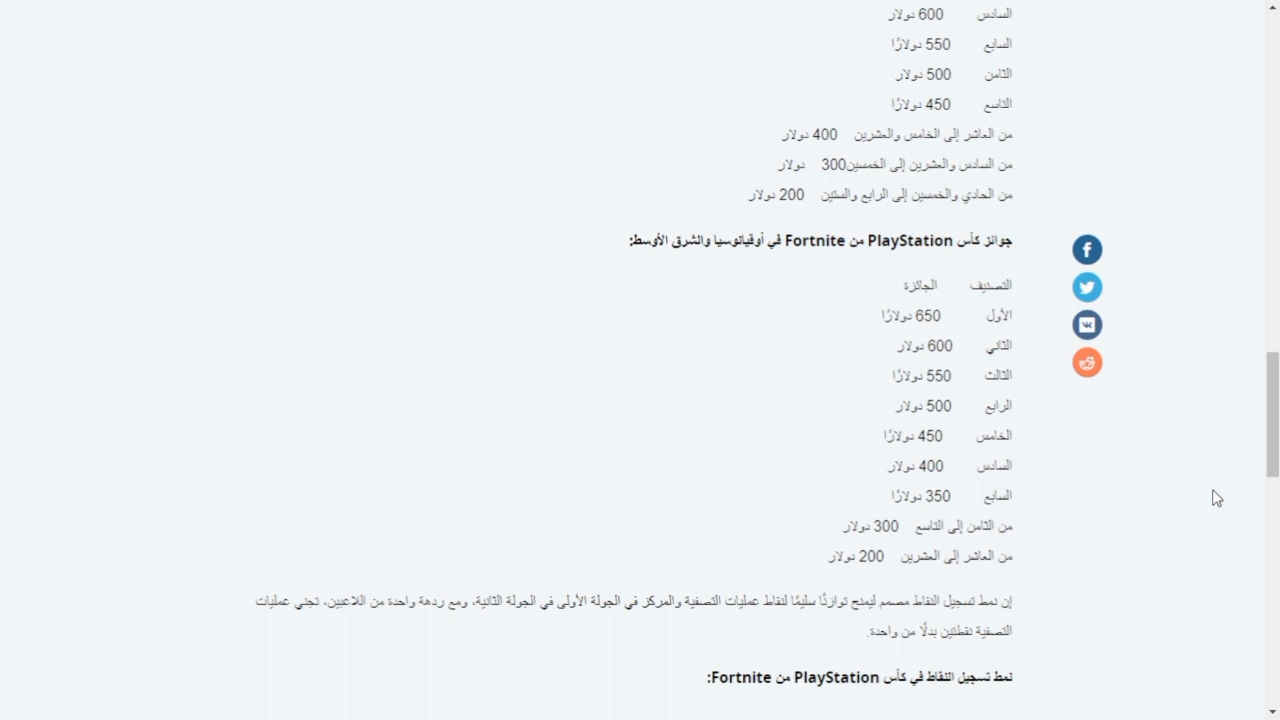 السادس 600 دولار
السابع 550 دولارًا
الثامن 500 دولار
التاسع 450 دولارًا
من العاشر إلى الخامس والعشرين 400 دولار
من السادس والعشرين إلى الخمسين300 دولار
من الحادي والخمسين إلى الرابع والستين 200 دولار
جوائز كأس PlayStation من Fortnite في أوقيانوسيا والشرق الأوسط:
التصنيف الجائزة
الأول 650 دولارًا
الثاني 600 دولار
الثالث 550 دولارًا
الرابع 500 دولار
الخامس 450 دولارًا
السادس 400 دولار
السابع 350 دولارًا
من الثامن إلى التاسع 300 دولار
من العاشر إلى العشرين 200 دولار
إن نمط تسجيل النقاط مصمم ليمنح توازنًا سليمًا لنقاط عمليات التصفية والمركز في الجولة الأولى في الجولة الثانية، ومع ردهة واحدة من اللاعبين، تجني عمليات
التصفية نقطتين بدلًا من واحدة.
نمط تسجيل النقاط في كأس PlayStation من Fortnite: